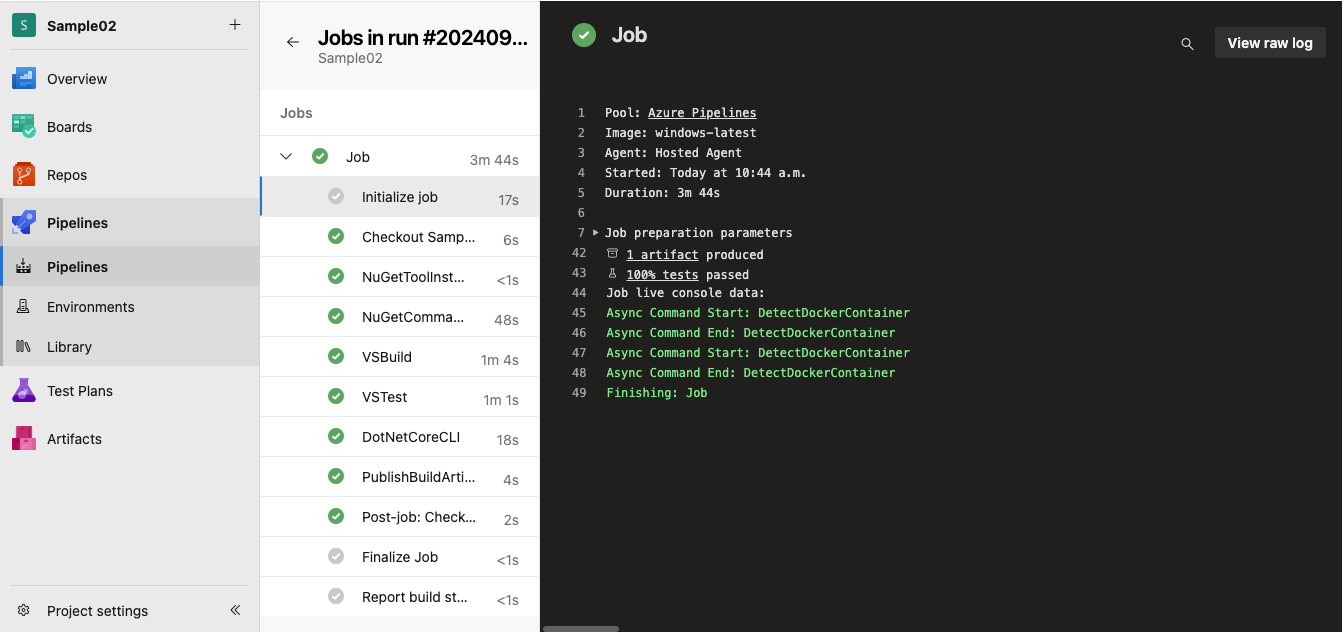 S Sample02 +
Overview
Boards
Repos
Pipelines
Pipelines
Environments
Library
Test Plans
Artifacts
Project settings
Jobs in run #202409...
Sample02
Jobs
Job 3m 44s
Initialize job 17s
Checkout Samp... 6s
NuGetToolInst... <1s
NuGetComma... 48s
VSBuild 1m 4s
VSTest 1m 1s
DotNetCoreCLI 18s
PublishBuildArti... 4s
Post-job: Check... 2s
Finalize Job <1s
Report build st... <1s
Job
View raw log
1 Pool: Azure Pipelines
2 Image: windows-latest
3 Agent: Hosted Agent
4 Started: Today at 10:44 a.m.
5 Duration: 3m 44s
6
7 Job preparation parameters
42 1 artifact produced
43 100% tests passed
44 Job live console data:
45 Async Command Start: DetectDockerContainer
46 Async Command End: DetectDockerContainer
47 Async Command Start: DetectDockerContainer
48 Async Command End: DetectDockerContainer
49 Finishing: Job